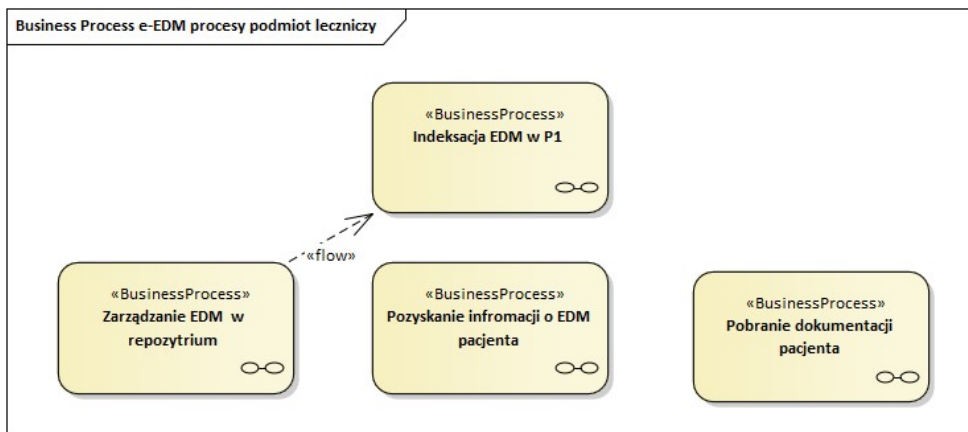 Business Process e-EDM procesy podmiot leczniczy
«BusinessProcess»
Indeksacja EDM w P1
«flow»
«BusinessProcess»
Zarządzanie EDM w
repozytrium
«BusinessProcess»
Pozyskanie infromacji o EDM
pacjenta
«BusinessProcess»
Pobranie dokumentacji
pacjenta